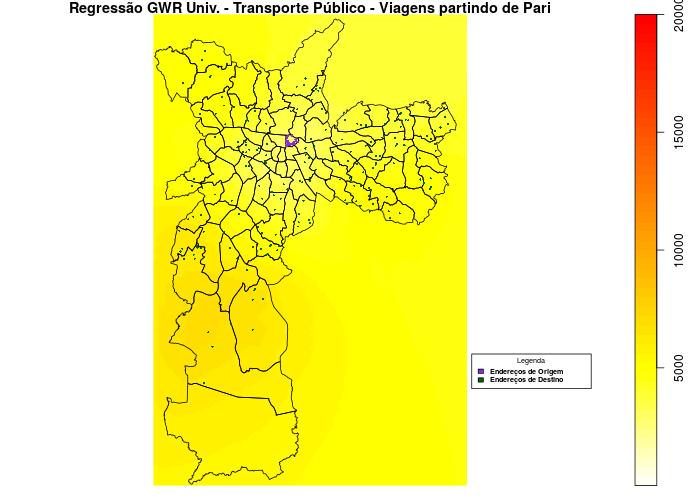 Regressão GWR Univ. - Transporte Público - Viagens partindo de Pari
20000
15000
10000
5000
Legenda
Endereços de Origem
Endereços de Destino